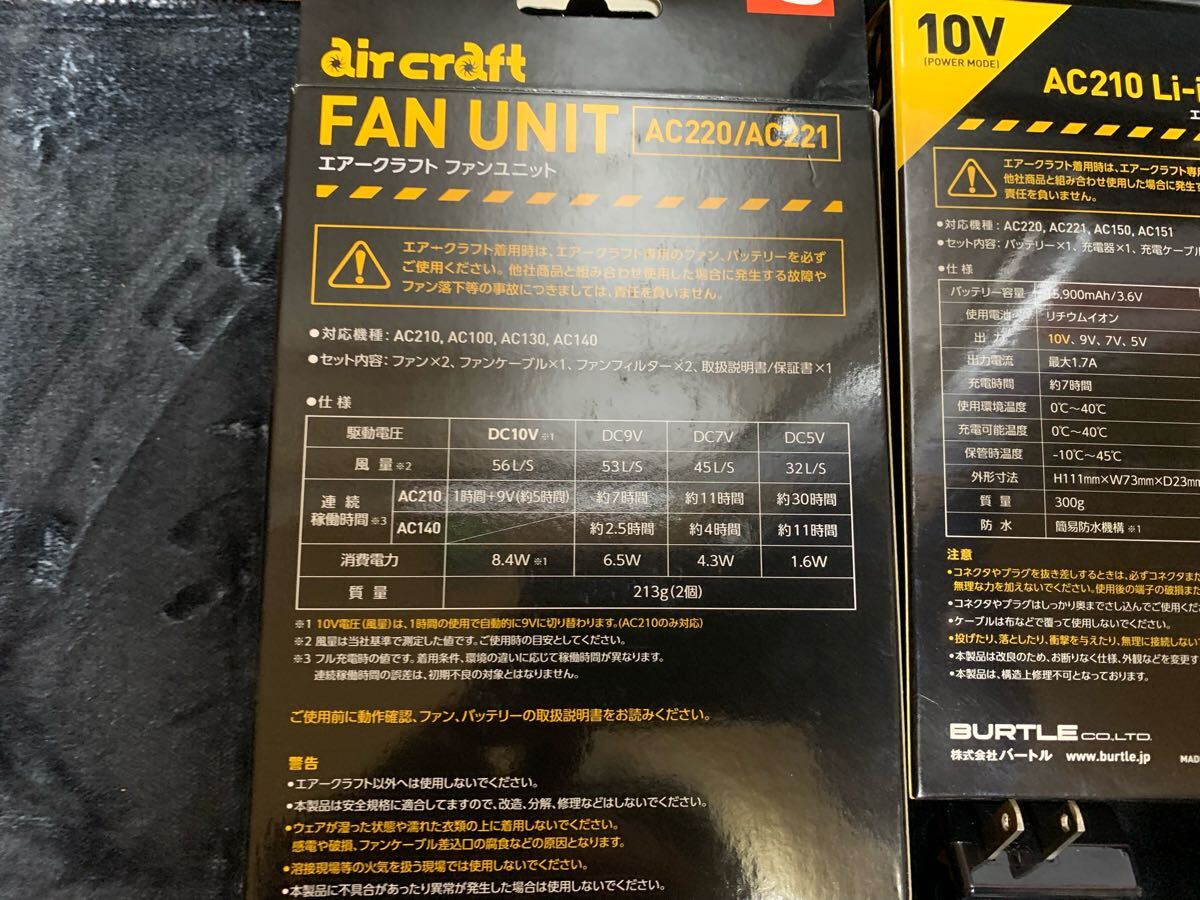 air craft
FAN UNIT AC220/AC221
エアークラフト ファンユニット
エアークラフト着用時は、エアークラフト専用のファン、バッテリーを必ず
ご使用ください。他社商品と組み合わせ使用した場合に発生する故障や
ファン落下等の事故につきましては、責任を負いません。
●対応機種：AC210, AC100, AC130, AC140
●セット内容：ファン×2、ファンケーブル×1、ファンフィルター×2、取扱説明書/保証書×1
●仕様
駆動電圧 DC10V ※1 DC9V DC7V DC5V
風量※2 56L/S 53L/S 45L/S 32L/S
連続稼働時間※3 AC210 1時間+9V(約5時間) 約7時間 約11時間 約30時間
AC140 約2.5時間 約4時間 約11時間
消費電力 8.4W ※1 6.5W 4.3W 1.6W
質量 213g(2個)
※1 10V電圧(風量)は、1時間の使用で自動的に9Vに切り替わります。(AC210のみ対応)
※2 風量は当社基準で測定した値です。ご使用時の目安としてください。
※3 フル充電時の値です。着用条件、環境の違いに応じて稼働時間が異なります。
連続稼働時間の誤差は、初期不良の対象とはなりません。
ご使用前に動作確認、ファン、バッテリーの取扱説明書をお読みください。
警告
●エアークラフト以外へは使用しないでください。
●本製品は安全規格に適合してますので、改造、分解、修理などはしないでください。
●ウェアが湿った状態や濡れた衣類の上に着用しないでください。
感電や破損、ファンケーブル差込口の腐食などの原因となります。
●溶接現場等の火気を扱う現場では使用しないでください。
●本製品に不具合があったり異常が発生した場合は使用しないでください。
10V
(POWER MODE)
AC210 Li-i
エ
エアークラフト着用時は、エアークラフト専用
他社商品と組み合わせ使用した場合に発生
責任を負いません。
●対応機種：AC220, AC221, AC150, AC151
●セット内容：バッテリー×1、充電器×1、充電ケーブル
●仕様
バッテリー容量 15,900mAh/3.6V
使用電池 リチウムイオン
出力 10V、9V、7V、5V
出力電流 最大1.7A
充電時間 約7時間
使用環境温度 0℃～40℃
充電可能温度 0℃～40℃
保管時温度 -10℃～45℃
外形寸法 H111mm×W73mm×D23mm
質量 300g
防水 簡易防水機構 ※1
注意
●コネクタやプラグを抜き差しするときは、必ずコネクタまた
無理な力を加えないでください。使用後の端子の破損また
●コネクタやプラグはしっかり奥までさし込んでご使用くださ
●ケーブルは布などで覆って使用しないでください。
●投げたり、落としたり、衝撃を与えたり、無理に接続しない
●本製品は改良のため、お断りなく仕様、外観などを変更す
●本製品は、構造上修理不可となっております。
BURTLE CO.,LTD.
株式会社バートル www.burtle.jp MADE